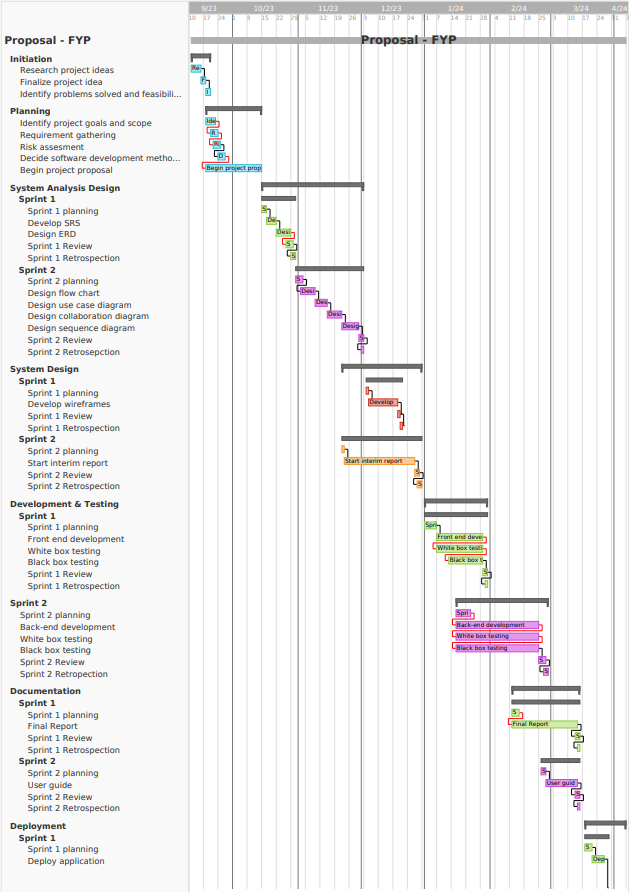 9/23 10/23 11/23 12/23 1/24 2/24 3/24 4/24
10 17 24 1 8 15 22 29 5 12 19 26 3 10 17 24 31 7 14 21 28 4 11 18 25 3 10 17 24 31 7
Proposal - FYP Proposal - FYP
Initiation
Research project ideas Re
Finalize project idea F
Identify problems solved and feasibili... I
Planning
Identify project goals and scope Ide
Requirement gathering R
Risk assesment Ri
Decide software development metho... D
Begin project proposal Begin project prop
System Analysis Design
Sprint 1
Sprint 1 planning S
Develop SRS De
Design ERD Desi
Sprint 1 Review S
Sprint 1 Retrospection S
Sprint 2
Sprint 2 planning S
Design flow chart Desi
Design use case diagram Des
Design collaboration diagram Desi
Design sequence diagram Desig
Sprint 2 Review S
Sprint 2 Retrosepction
System Design
Sprint 1
Sprint 1 planning
Develop wireframes Develop
Sprint 1 Review
Sprint 1 Retrospection
Sprint 2
Sprint 2 planning
Start interim report Start interim report
Sprint 2 Review S
Sprint 2 Retrospection S
Development & Testing
Sprint 1
Sprint 1 planning Spri
Front end development Front end deve
White box testing White box testi
Black box testing Black box t
Sprint 1 Review S
Sprint 1 Retrospection
Sprint 2
Sprint 2 planning Spri
Back-end development Back-end development
White box testing White box testing
Black box testing Black box testing
Sprint 2 Review S
Sprint 2 Retropection S
Documentation
Sprint 1
Sprint 1 planning S
Final Report Final Report
Sprint 1 Review S
Sprint 1 Retrospection
Sprint 2
Sprint 2 planning S
User guide User guid
Sprint 2 Review S
Sprint 2 Retrospection
Deployment
Sprint 1
Sprint 1 planning S
Deploy application Dep